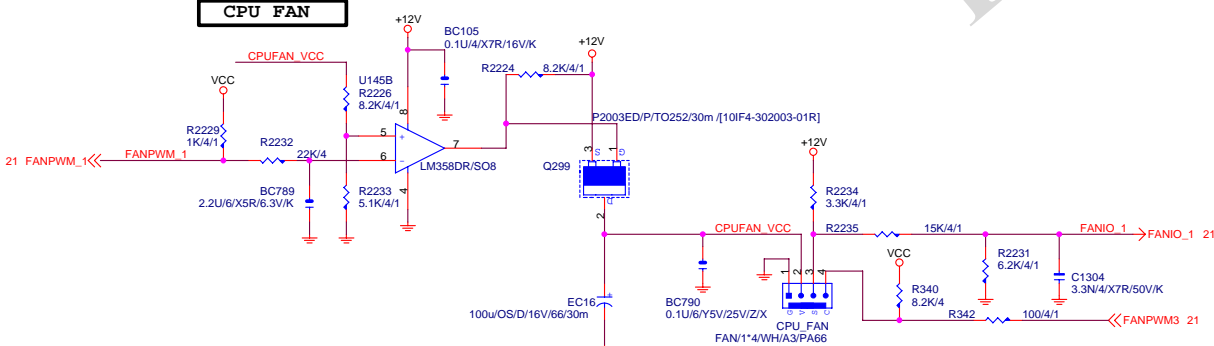 CPU FAN
+12V
BC105
0.1U/4/X7R/16V/K
+12V
CPUFAN_VCC
R2224
8.2K/4/1
VCC
U145B
R2226
8.2K/4/1
8
P2003ED/P/TO252/30m /[10IF4-302003-01R]
R2229
1K/4/1
5
+
7
3
S
1
G
+12V
21 FANPWM_1
FANPWM_1
R2232
22K/4
6
-
LM358DR/SO8
Q299
BC789
2.2U/6/X5R/6.3V/K
R2233
5.1K/4/1
4
D
2
R2234
3.3K/4/1
CPUFAN_VCC
R2235
15K/4/1
FANIO_1
FANIO_1 21
VCC
R2231
6.2K/4/1
1
2
3
4
R340
8.2K/4
C1304
3.3N/4/X7R/50V/K
EC16
+
100u/OS/D/16V/66/30m
BC790
0.1U/6/Y5V/25V/Z/X
G
V
S
C
CPU_FAN
FAN/1*4/WH/A3/PA66
R342
100/4/1
FANPWM3 21